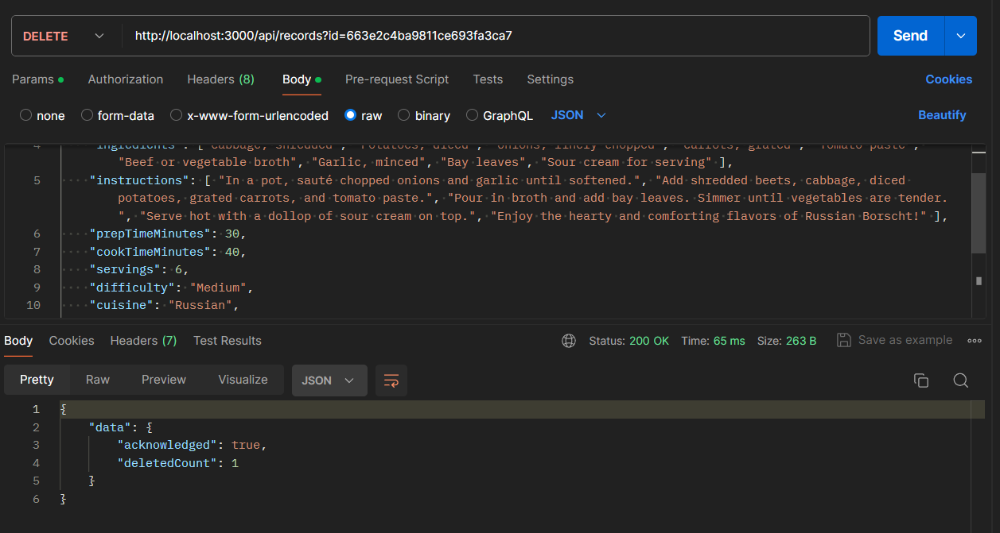 DELETE http://localhost:3000/api/records?id=663e2c4ba9811ce693fa3ca7 Send
Params Authorization Headers (8) Body Pre-request Script Tests Settings Cookies
none form-data x-www-form-urlencoded raw binary GraphQL JSON Beautify
4 "ingredients": [ "Cabbage, shredded", "Potatoes, diced", "Onions, finely chopped", "Carrots, grated", "Tomato paste",
"Beef or vegetable broth", "Garlic, minced", "Bay leaves", "Sour cream for serving" ],
5 "instructions": [ "In a pot, sauté chopped onions and garlic until softened.", "Add shredded beets, cabbage, diced
potatoes, grated carrots, and tomato paste.", "Pour in broth and add bay leaves. Simmer until vegetables are tender.
", "Serve hot with a dollop of sour cream on top.", "Enjoy the hearty and comforting flavors of Russian Borscht!" ],
6 "prepTimeMinutes": 30,
7 "cookTimeMinutes": 40,
8 "servings": 6,
9 "difficulty": "Medium",
10 "cuisine": "Russian",
Body Cookies Headers (7) Test Results Status: 200 OK Time: 65 ms Size: 263 B Save as example
Pretty Raw Preview Visualize JSON
1 {
2 "data": {
3 "acknowledged": true,
4 "deletedCount": 1
5 }
6 }